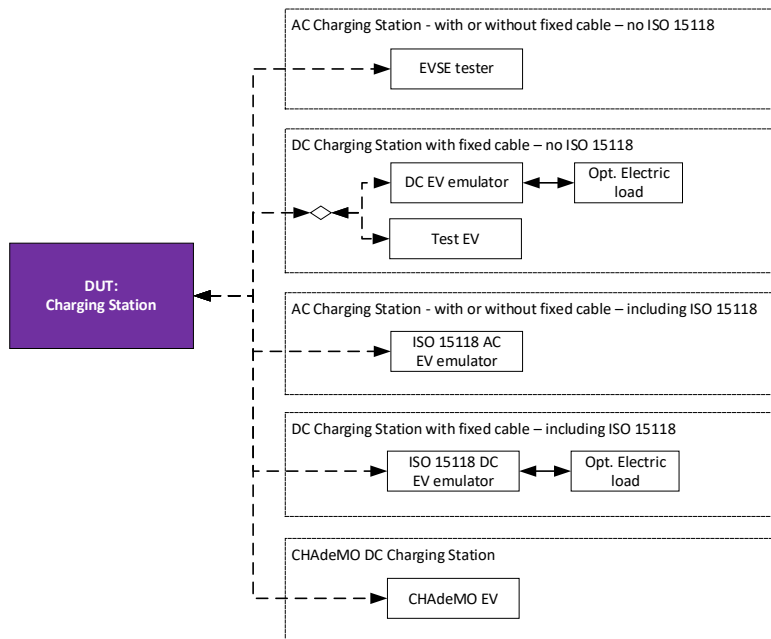 AC Charging Station - with or without fixed cable – no ISO 15118
EVSE tester
DC Charging Station with fixed cable – no ISO 15118
DC EV emulator
Opt. Electric
load
Test EV
DUT:
Charging Station
AC Charging Station - with or without fixed cable – including ISO 15118
ISO 15118 AC
EV emulator
DC Charging Station with fixed cable – including ISO 15118
ISO 15118 DC
EV emulator
Opt. Electric
load
CHAdeMO DC Charging Station
CHAdeMO EV